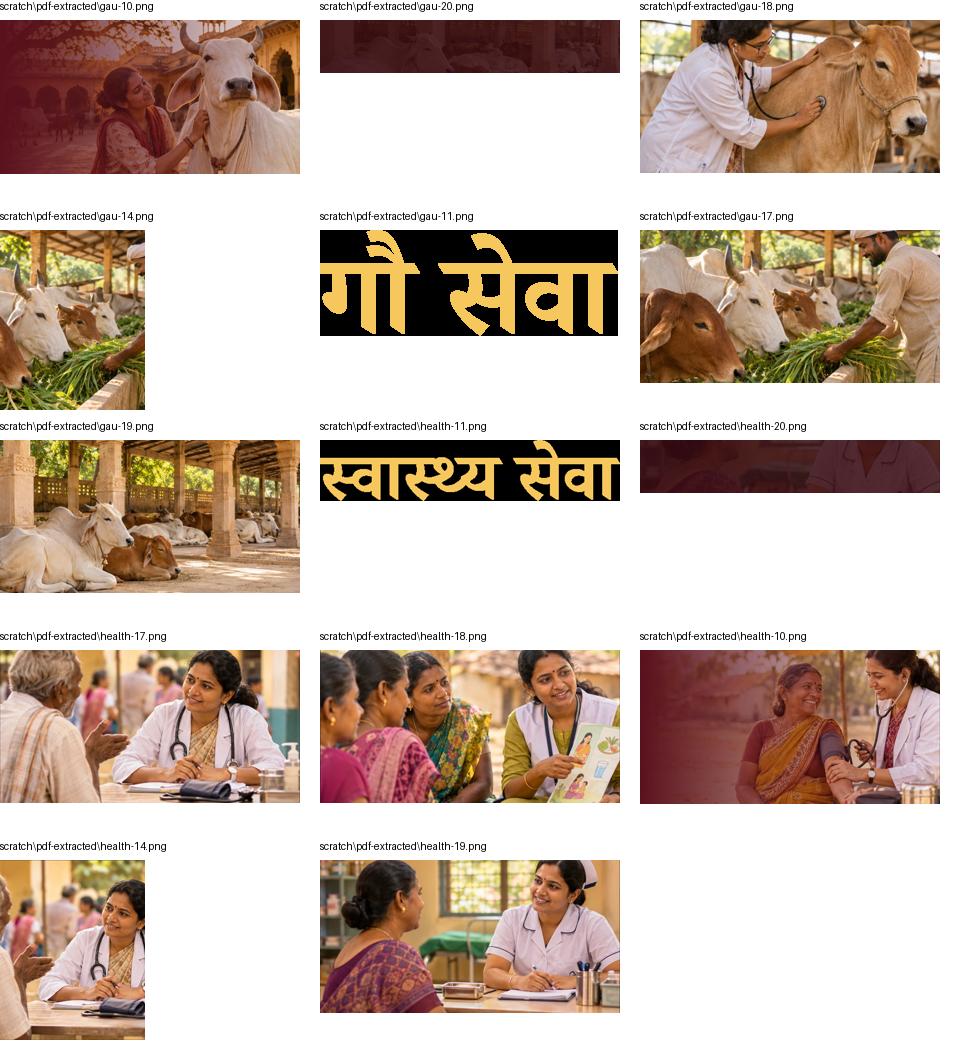 scratch\pdf-extracted\gau-10.png
scratch\pdf-extracted\gau-20.png
scratch\pdf-extracted\gau-18.png
scratch\pdf-extracted\gau-14.png
scratch\pdf-extracted\gau-11.png
गौ सेवा
scratch\pdf-extracted\gau-17.png
scratch\pdf-extracted\gau-19.png
scratch\pdf-extracted\health-11.png
स्वास्थ्य सेवा
scratch\pdf-extracted\health-20.png
scratch\pdf-extracted\health-17.png
scratch\pdf-extracted\health-18.png
scratch\pdf-extracted\health-10.png
scratch\pdf-extracted\health-14.png
scratch\pdf-extracted\health-19.png